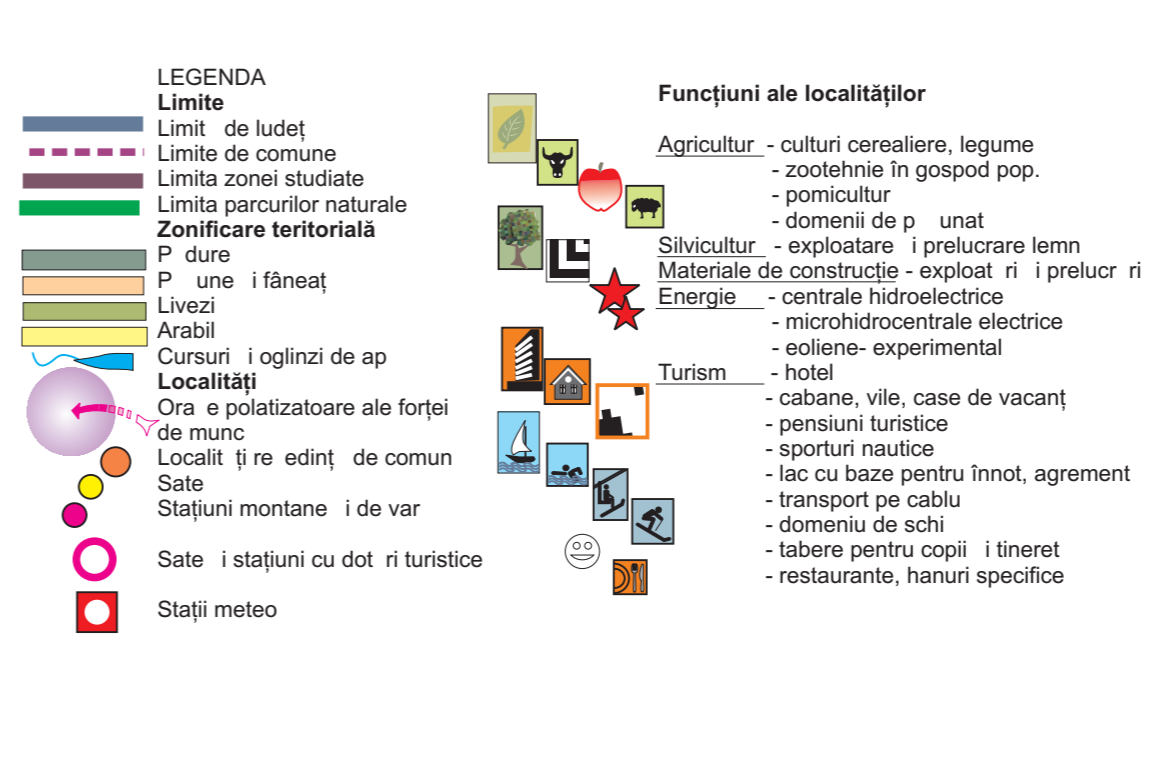 LEGENDA
Limite
Limit de ludeț
Limite de comune
Limita zonei studiate
Limita parcurilor naturale
Zonificare teritorială
P dure
P une i fâneaț
Livezi
Arabil
Cursuri i oglinzi de ap
Localități
Ora e polatizatoare ale forței
de munc
Localit ți re edinț de comun
Sate
Stațiuni montane i de var
Sate i stațiuni cu dot ri turistice
Stații meteo
Funcțiuni ale localităților
Agricultur - culturi cerealiere, legume
- zootehnie în gospod pop.
- pomicultur
- domenii de p unat
Silvicultur - exploatare i prelucrare lemn
Materiale de construcție - exploat ri i prelucr ri
Energie - centrale hidroelectrice
- microhidrocentrale electrice
- eoliene- experimental
Turism - hotel
- cabane, vile, case de vacanț
- pensiuni turistice
- sporturi nautice
- lac cu baze pentru înnot, agrement
- transport pe cablu
- domeniu de schi
- tabere pentru copii i tineret
- restaurante, hanuri specifice